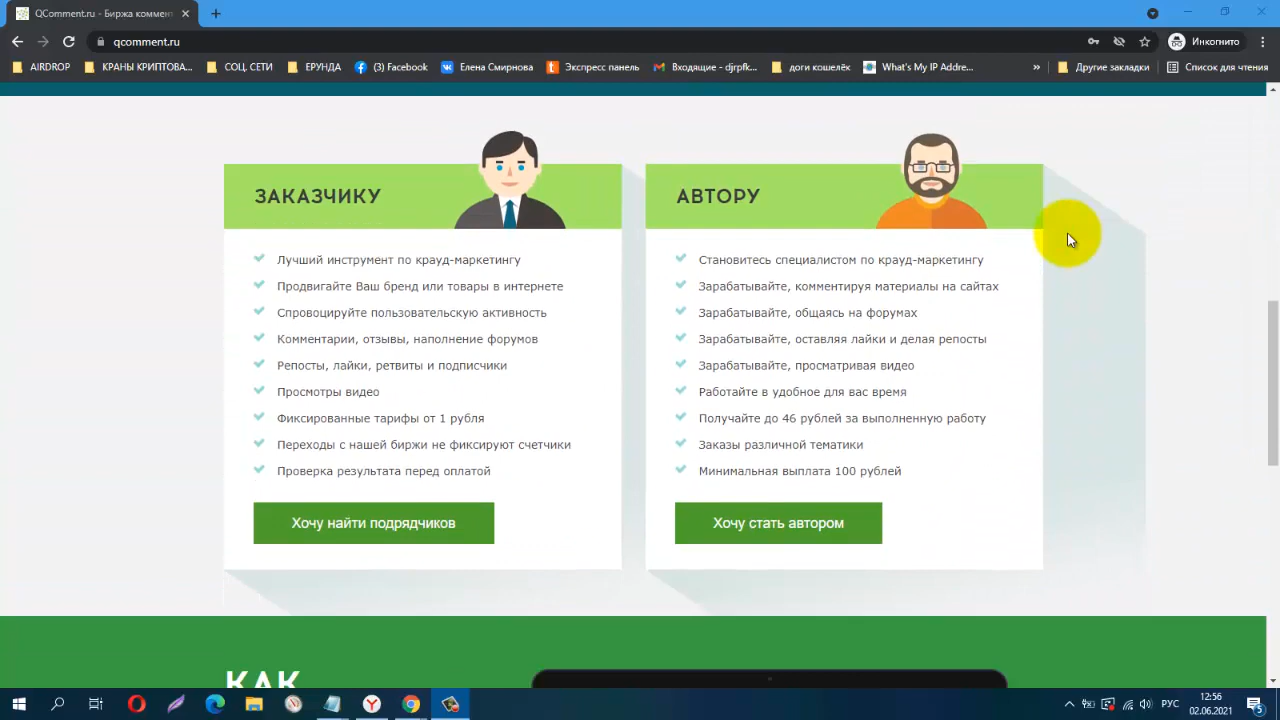 QComment.ru - Биржа коммен
qcomment.ru
Инкогнито
AIRDROP
КРАНЫ КРИПТОВА...
СОЦ. СЕТИ
ЕРУНДА
(3) Facebook
Елена Смирнова
Экспресс панель
Входящие - djrpfk...
доги кошелёк
What's My IP Addre...
»
Другие закладки
Список для чтения
ЗАКАЗЧИКУ
Лучший инструмент по крауд-маркетингу
Продвигайте Ваш бренд или товары в интернете
Спровоцируйте пользовательскую активность
Комментарии, отзывы, наполнение форумов
Репосты, лайки, ретвиты и подписчики
Просмотры видео
Фиксированные тарифы от 1 рубля
Переходы с нашей биржи не фиксируют счетчики
Проверка результата перед оплатой
Хочу найти подрядчиков
АВТОРУ
Становитесь специалистом по крауд-маркетингу
Зарабатывайте, комментируя материалы на сайтах
Зарабатывайте, общаясь на форумах
Зарабатывайте, оставляя лайки и делая репосты
Зарабатывайте, просматривая видео
Работайте в удобное для вас время
Получайте до 46 рублей за выполненную работу
Заказы различной тематики
Минимальная выплата 100 рублей
Хочу стать автором
КАК
РУС
12:56
02.06.2021
5